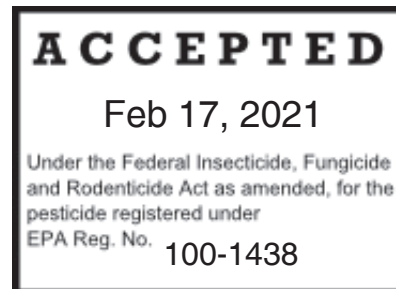 ACCEPTED
Feb 17, 2021
Under the Federal Insecticide, Fungicide
and Rodenticide Act as amended, for the
pesticide registered under
EPA Reg. No. 100-1438